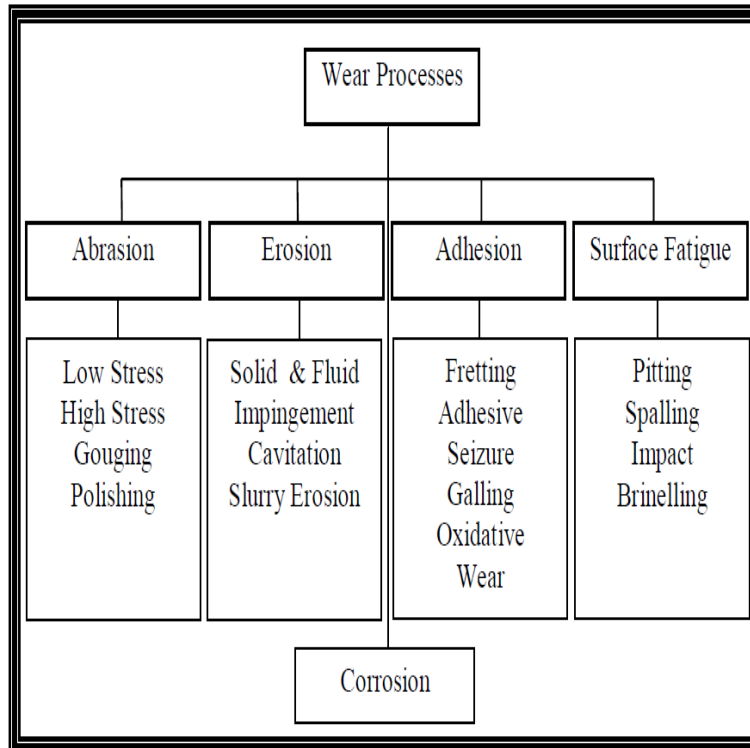 Wear Processes
Abrasion
Erosion
Adhesion
Surface Fatigue
Low Stress
High Stress
Gouging
Polishing
Solid & Fluid
Impingement
Cavitation
Slurry Erosion
Fretting
Adhesive
Seizure
Galling
Oxidative
Wear
Pitting
Spalling
Impact
Brinelling
Corrosion